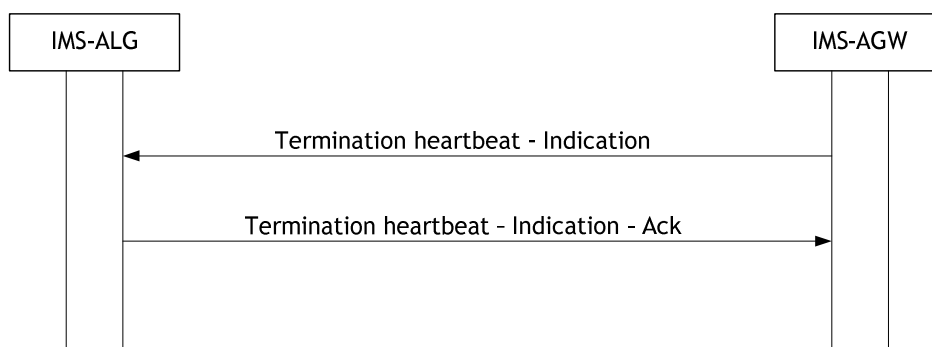 IMS-ALG
IMS-AGW
Termination heartbeat - Indication
Termination heartbeat – Indication – Ack